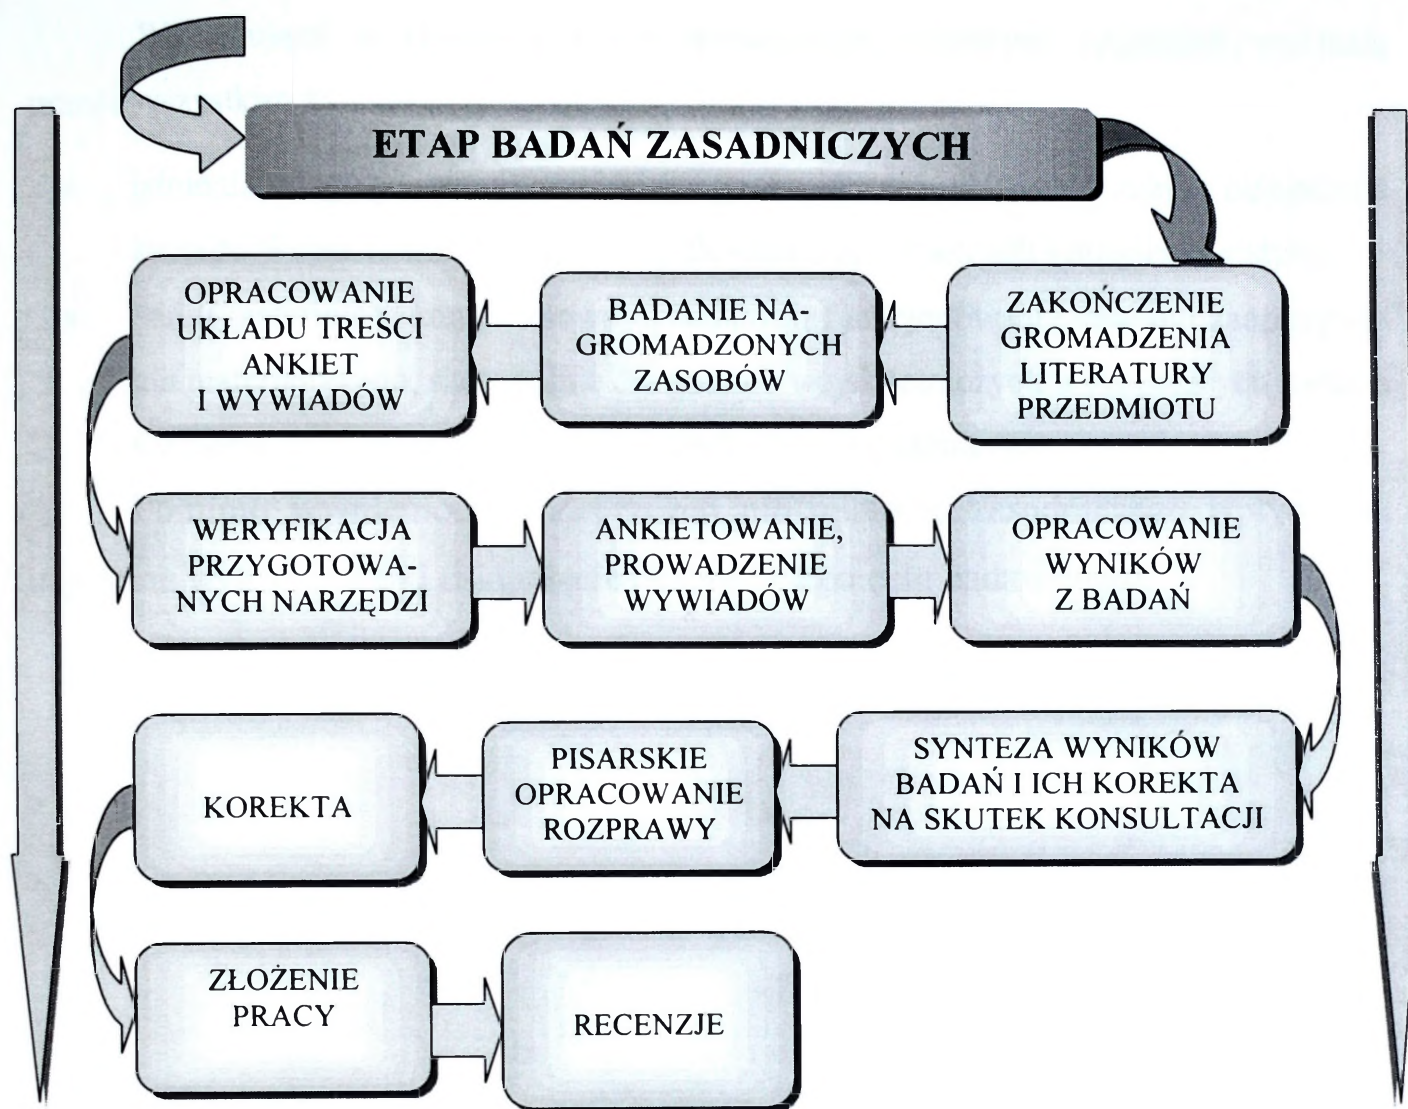 ETAP BADAŃ ZASADNICZYCH
ZAKOŃCZENIE
GROMADZENIA
LITERATURY
PRZEDMIOTU
BADANIE NA-
GROMADZONYCH
ZASOBÓW
OPRACOWANIE
UKŁADU TREŚCI
ANKIET
I WYWIADÓW
WERYFIKACJA
PRZYGOTOWA-
NYCH NARZĘDZI
ANKIETOWANIE,
PROWADZENIE
WYWIADÓW
OPRACOWANIE
WYNIKÓW
Z BADAŃ
SYNTEZA WYNIKÓW
BADAŃ I ICH KOREKTA
NA SKUTEK KONSULTACJI
PISARSKIE
OPRACOWANIE
ROZPRAWY
KOREKTA
ZŁOŻENIE
PRACY
RECENZJE